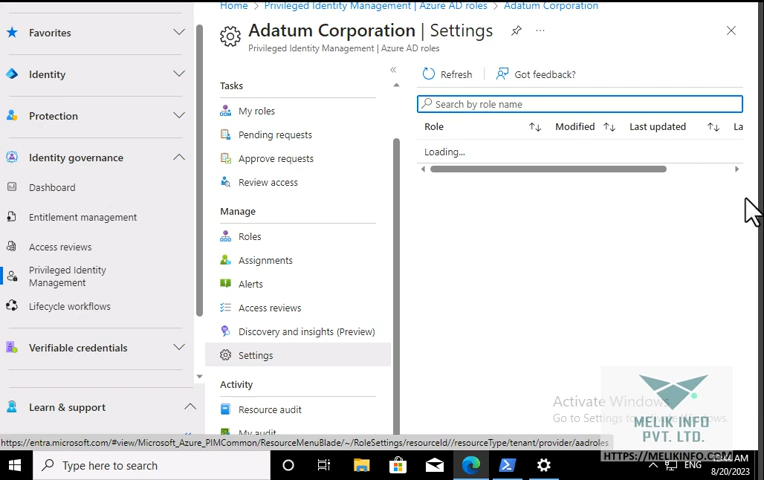 Home > Privileged Identity Management | Azure AD roles > Adatum Corporation
Adatum Corporation | Settings
Privileged Identity Management | Azure AD roles
Favorites
Identity
Protection
Identity governance
Dashboard
Entitlement management
Access reviews
Privileged Identity
Management
Lifecycle workflows
Verifiable credentials
Learn & support
Tasks
My roles
Pending requests
Approve requests
Review access
Manage
Roles
Assignments
Alerts
Access reviews
Discovery and insights (Preview)
Settings
Activity
Resource audit
My audit
Refresh
Got feedback?
Search by role name
Role Modified Last updated La
Loading...
Activate Windows
Go to Settings to
MELIK INFO
PVT. LTD.
HTTPS://MELIKINFO.COM
https://entra.microsoft.com/#view/Microsoft_Azure_PIMCommon/ResourceMenuBlade/~/RoleSettings/resourceId//resourceType/tenant/provider/aadroles
Type here to search
AM
8/20/2023